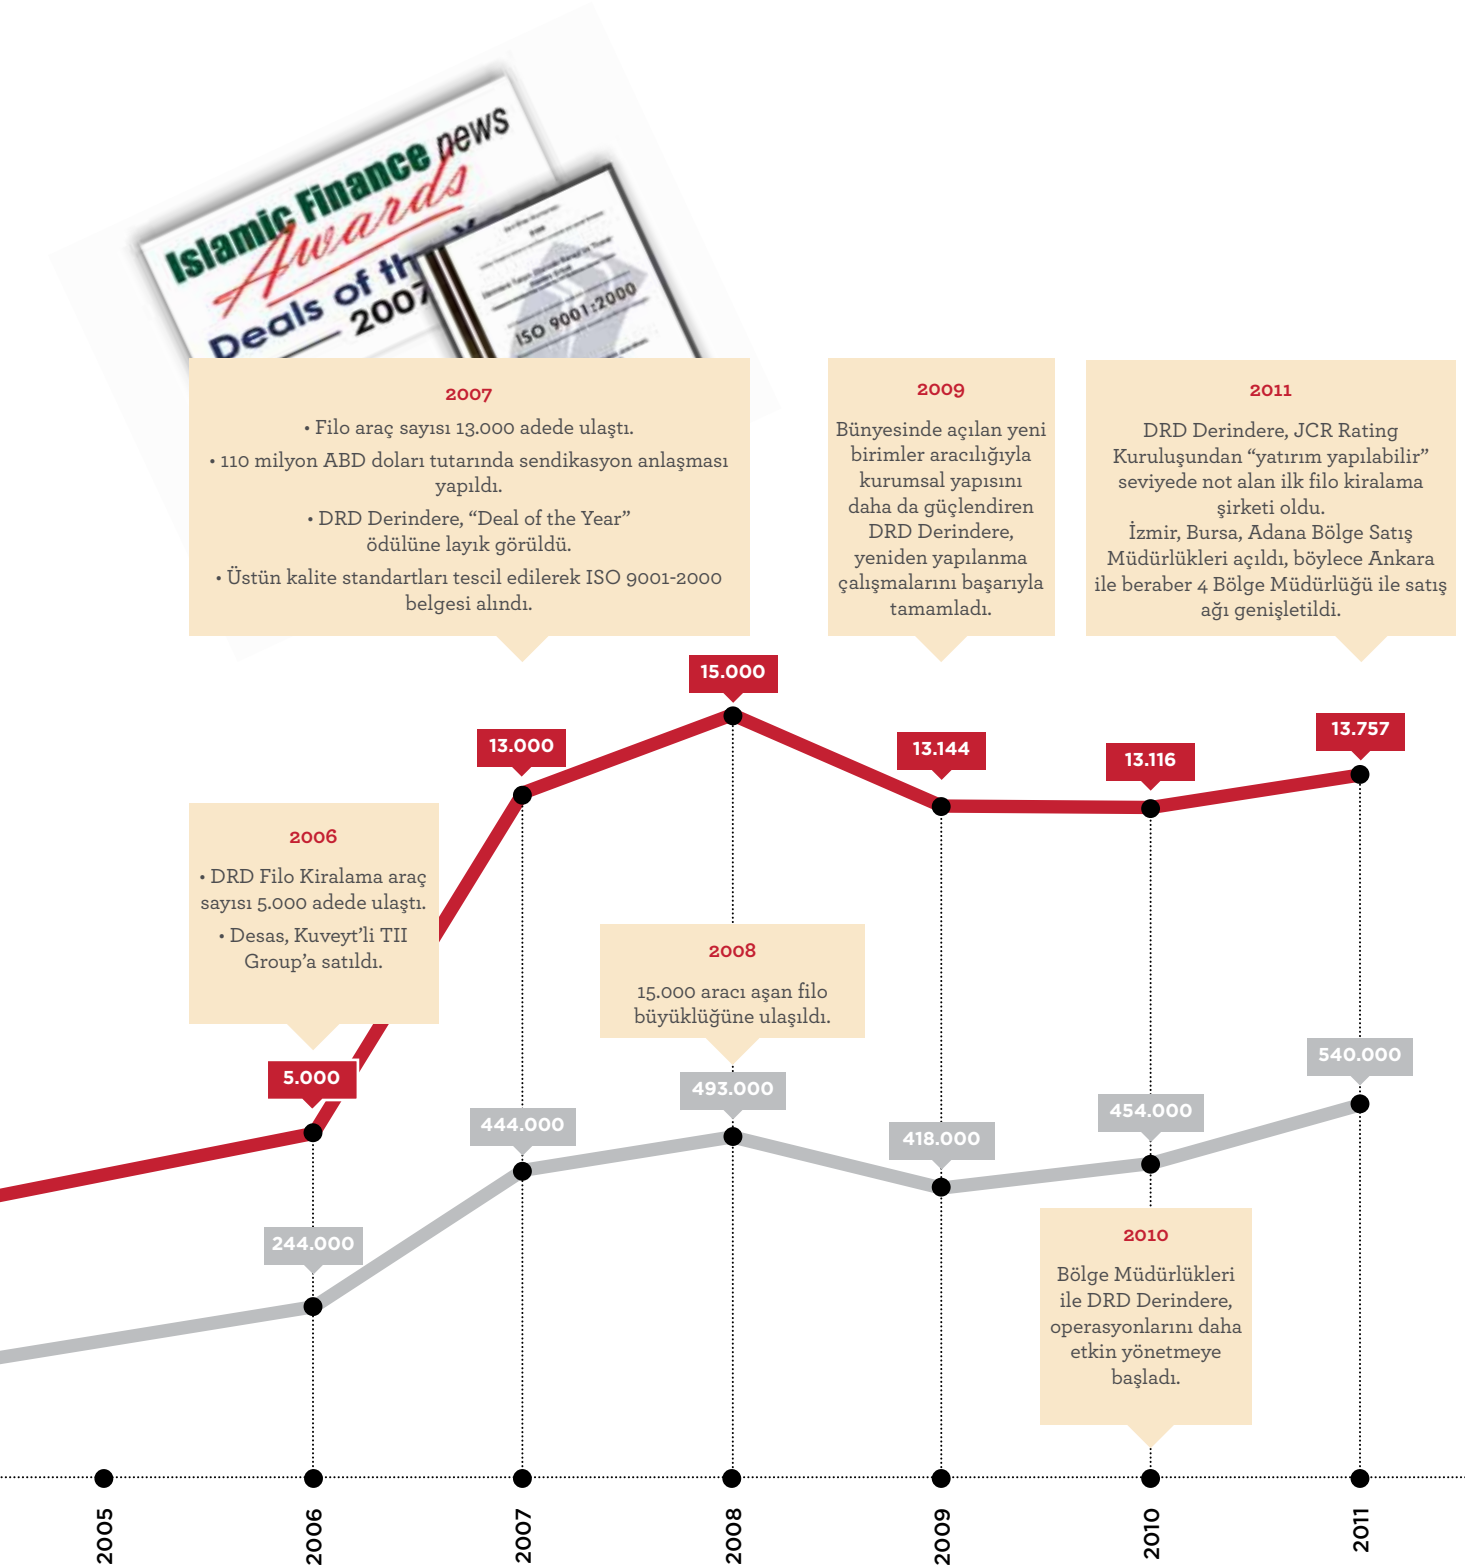 Islamic Finance news
Awards
Deals of the
2007
ISO 9001:2000
2007
• Filo araç sayısı 13.000 adede ulaştı.
• 110 milyon ABD doları tutarında sendikasyon anlaşması
yapıldı.
• DRD Derindere, “Deal of the Year”
ödülüne layık görüldü.
• Üstün kalite standartları tescil edilerek ISO 9001-2000
belgesi alındı.
2009
Bünyesinde açılan yeni
birimler aracılığıyla
kurumsal yapısını
daha da güçlendiren
DRD Derindere,
yeniden yapılanma
çalışmalarını başarıyla
tamamladı.
2011
DRD Derindere, JCR Rating
Kuruluşundan “yatırım yapılabilir”
seviyede not alan ilk filo kiralama
şirketi oldu.
İzmir, Bursa, Adana Bölge Satış
Müdürlükleri açıldı, böylece Ankara
ile beraber 4 Bölge Müdürlüğü ile satış
ağı genişletildi.
15.000
13.000
13.144
13.116
13.757
2006
• DRD Filo Kiralama araç
sayısı 5.000 adede ulaştı.
• Desas, Kuveyt’li TII
Group’a satıldı.
5.000
2008
15.000 aracı aşan filo
büyüklüğüne ulaşıldı.
244.000
444.000
493.000
418.000
454.000
540.000
2010
Bölge Müdürlükleri
ile DRD Derindere,
operasyonlarını daha
etkin yönetmeye
başladı.
2005
2006
2007
2008
2009
2010
2011